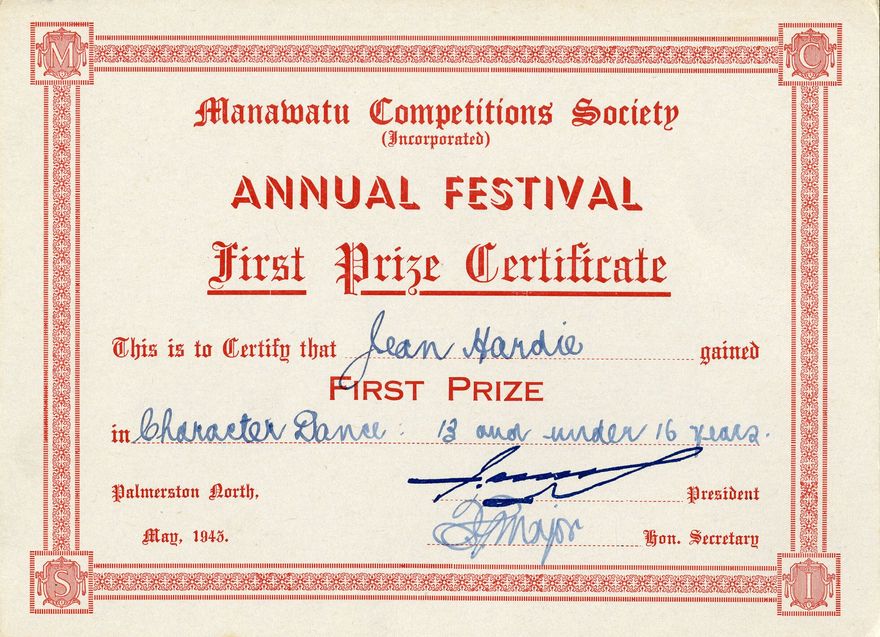 M C
Manawatu Competitions Society
(Incorporated)
ANNUAL FESTIVAL
First Prize Certificate
This is to Certify that Jean Hardie gained
FIRST PRIZE
in Character Dance: 13 and under 16 years.
President
Palmerston North,
Major
May, 1943. Hon. Secretary
S I